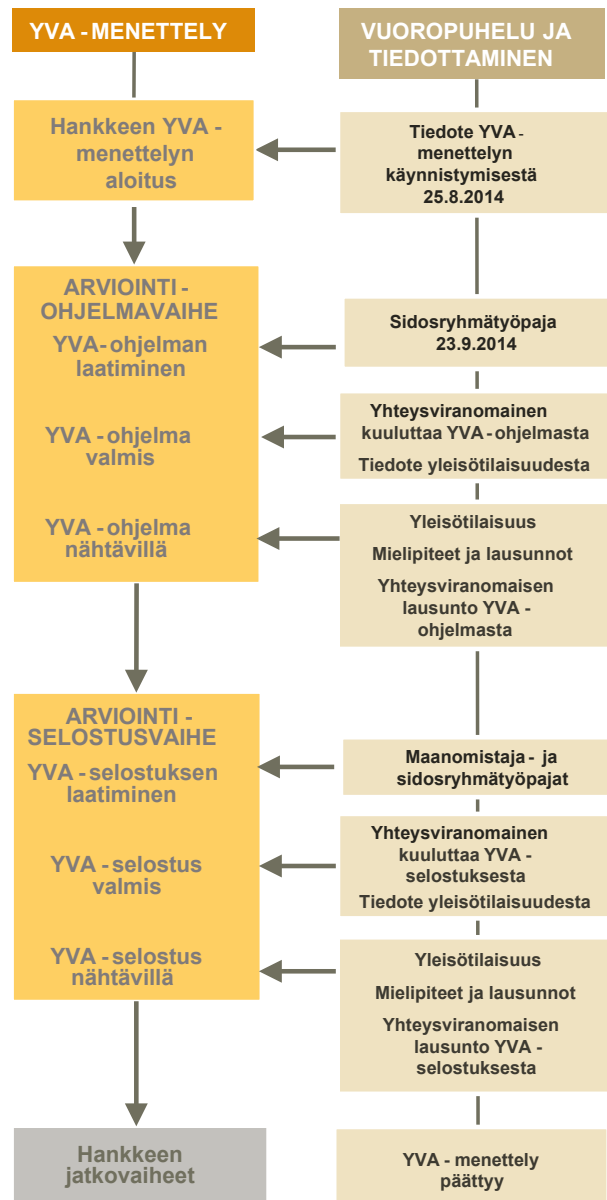 YVA - MENETTELY
VUOROPUHELU JA
TIEDOTTAMINEN
Hankkeen YVA -
menettelyn
aloitus
Tiedote YVA -
menettelyn
käynnistymisestä
25.8.2014
ARVIOINTI -
OHJELMAVAIHE
YVA- ohjelman
laatiminen
Sidosryhmätyöpaja
23.9.2014
YVA - ohjelma
valmis
Yhteysviranomainen
kuuluttaa YVA - ohjelmasta
Tiedote yleisötilaisuudesta
YVA - ohjelma
nähtävillä
Yleisötilaisuus
Mielipiteet ja lausunnot
Yhteysviranomaisen
lausunto YVA -
ohjelmasta
ARVIOINTI -
SELOSTUSVAIHE
YVA - selostuksen
laatiminen
Maanomistaja - ja
sidosryhmätyöpajat
YVA - selostus
valmis
Yhteysviranomainen
kuuluttaa YVA -
selostuksesta
Tiedote yleisötilaisuudesta
YVA - selostus
nähtävillä
Yleisötilaisuus
Mielipiteet ja lausunnot
Yhteysviranomaisen
lausunto YVA -
selostuksesta
Hankkeen
jatkovaiheet
YVA - menettely
päättyy